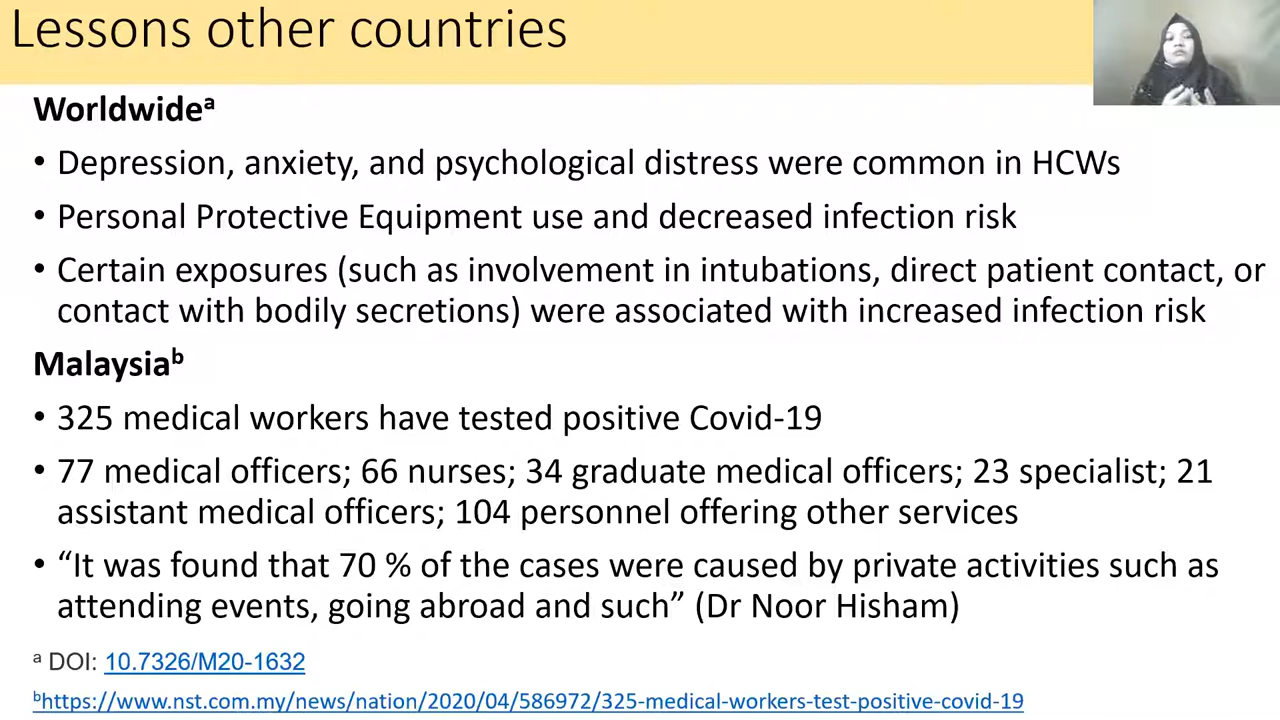 Lessons other countries
Worldwideᵃ
• Depression, anxiety, and psychological distress were common in HCWs
• Personal Protective Equipment use and decreased infection risk
• Certain exposures (such as involvement in intubations, direct patient contact, or
contact with bodily secretions) were associated with increased infection risk
Malaysiaᵇ
• 325 medical workers have tested positive Covid-19
• 77 medical officers; 66 nurses; 34 graduate medical officers; 23 specialist; 21
assistant medical officers; 104 personnel offering other services
• “It was found that 70 % of the cases were caused by private activities such as
attending events, going abroad and such” (Dr Noor Hisham)
ᵃ DOI: 10.7326/M20-1632
ᵇhttps://www.nst.com.my/news/nation/2020/04/586972/325-medical-workers-test-positive-covid-19